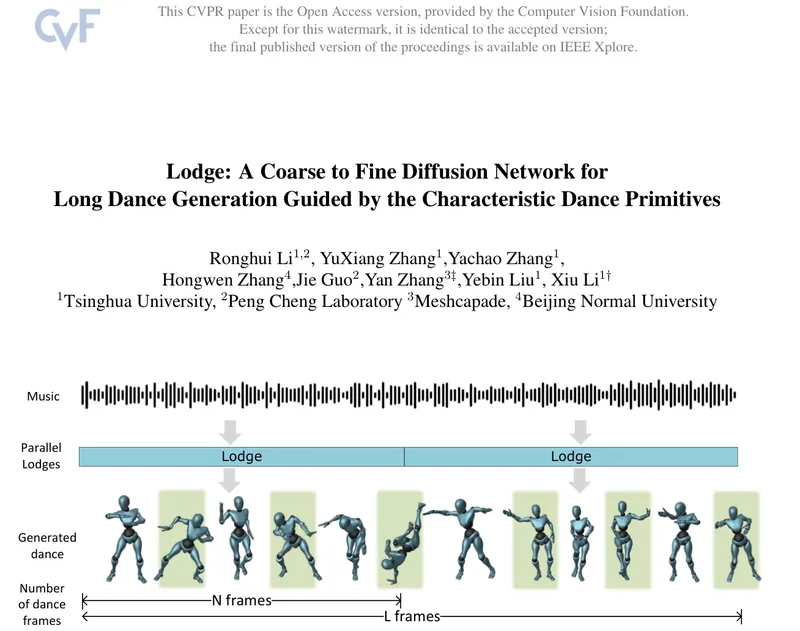 CVF
This CVPR paper is the Open Access version, provided by the Computer Vision Foundation.
Except for this watermark, it is identical to the accepted version;
the final published version of the proceedings is available on IEEE Xplore.
Lodge: A Coarse to Fine Diffusion Network for
Long Dance Generation Guided by the Characteristic Dance Primitives
Ronghui Li1,2, YuXiang Zhang1,Yachao Zhang1,
Hongwen Zhang4,Jie Guo2,Yan Zhang3‡,Yebin Liu1, Xiu Li1†
1Tsinghua University, 2Peng Cheng Laboratory 3Meshcapade, 4Beijing Normal University
Music
Parallel
Lodges
Lodge
Lodge
Generated
dance
Number
of dance
frames
N frames
L frames